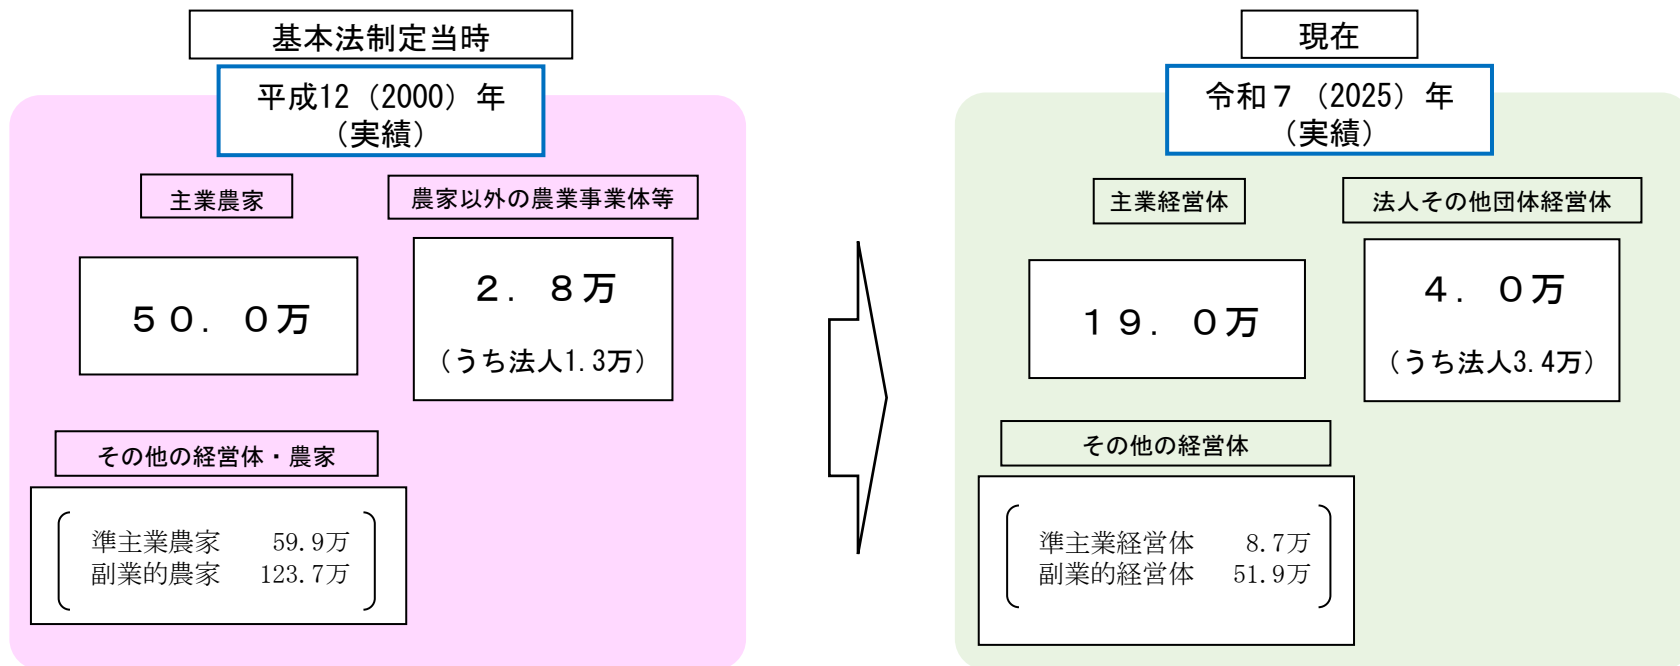 基本法制定当時
平成12（2000）年
（実績）
主業農家
農家以外の農業事業体等
５０．０万
２．８万
（うち法人1.3万）
その他の経営体・農家
準主業農家 59.9万
副業的農家 123.7万
現在
令和７（2025）年
（実績）
主業経営体
法人その他団体経営体
１９．０万
４．０万
（うち法人3.4万）
その他の経営体
準主業経営体 8.7万
副業的経営体 51.9万